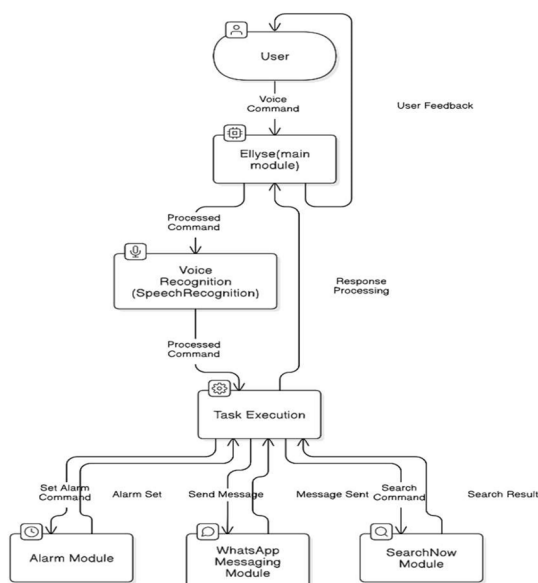 User
Voice
Command
User Feedback
Ellyse(main
module)
Processed
Command
Voice
Recognition
(SpeechRecognition)
Response
Processing
Processed
Command
Task Execution
Set Alarm
Command
Alarm Set
Send Message
Message Sent
Search
Command
Search Result
Alarm Module
WhatsApp
Messaging
Module
SearchNow
Module